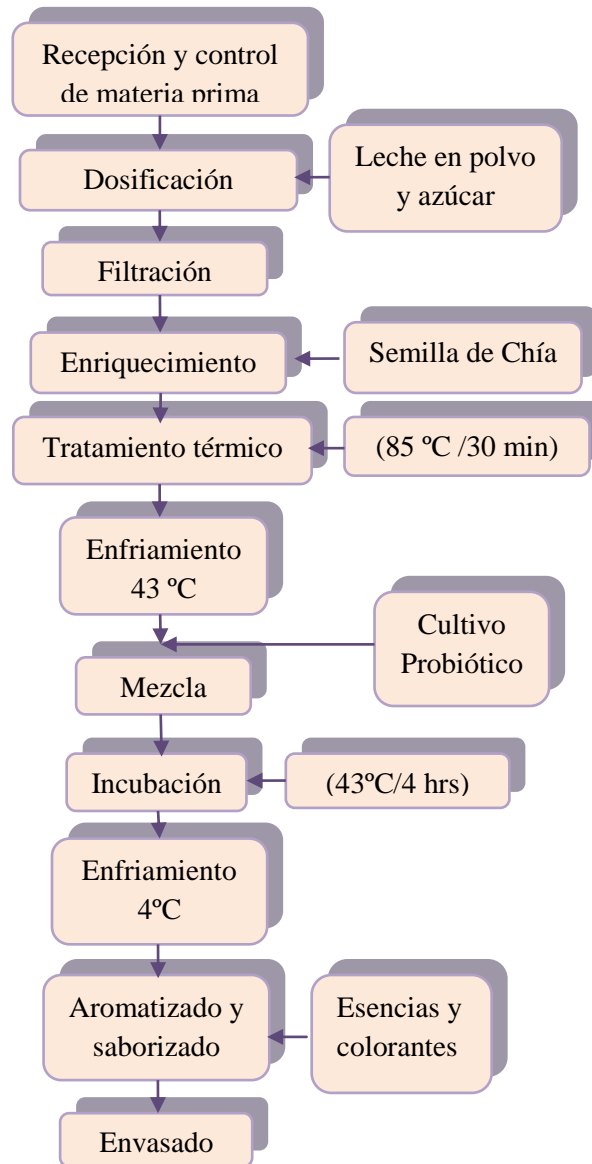 Recepción y control
de materia prima
Leche en polvo
y azúcar
Dosificación
Filtración
Semilla de Chía
Enriquecimiento
Tratamiento térmico
(85 ºC /30 min)
Enfriamiento
43 ºC
Cultivo
Probiótico
Mezcla
Incubación
(43ºC/4 hrs)
Enfriamiento
4ºC
Aromatizado y
saborizado
Esencias y
colorantes
Envasado